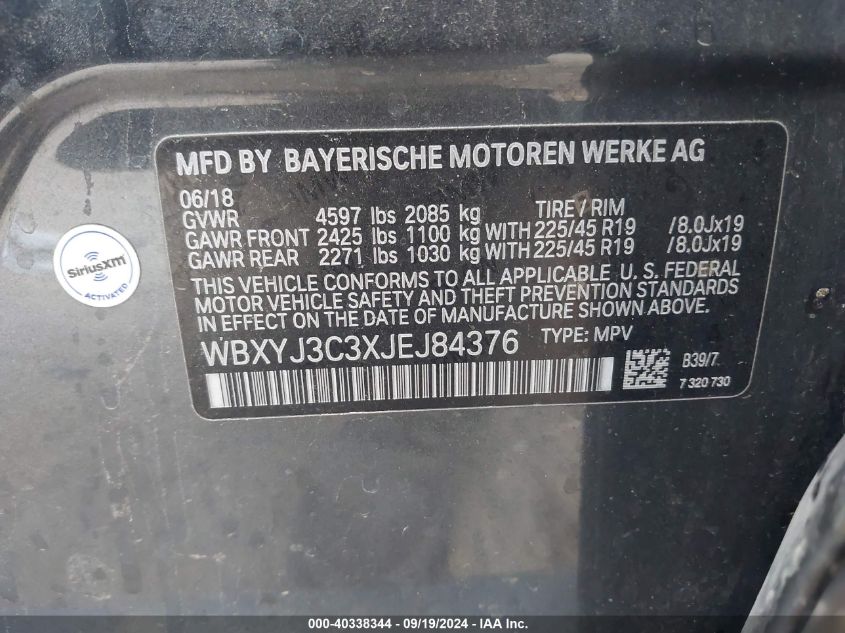 MFD BY BAYERISCHE MOTOREN WERKE AG
06/18
GVWR 4597 lbs 2085 kg TIRE / RIM
GAWR FRONT 2425 lbs 1100 kg WITH 225/45 R19 /8.0Jx19
GAWR REAR 2271 lbs 1030 kg WITH 225/45 R19 /8.0Jx19
THIS VEHICLE CONFORMS TO ALL APPLICABLE U. S. FEDERAL
MOTOR VEHICLE SAFETY AND THEFT PREVENTION STANDARDS
IN EFFECT ON THE DATE OF MANUFACTURE SHOWN ABOVE.
WBXYJ3C3XJEJ84376 TYPE: MPV
B39/7
7 320 730
SiriusXM
ACTIVATED
000-40338344 - 09/19/2024 - IAAI.com